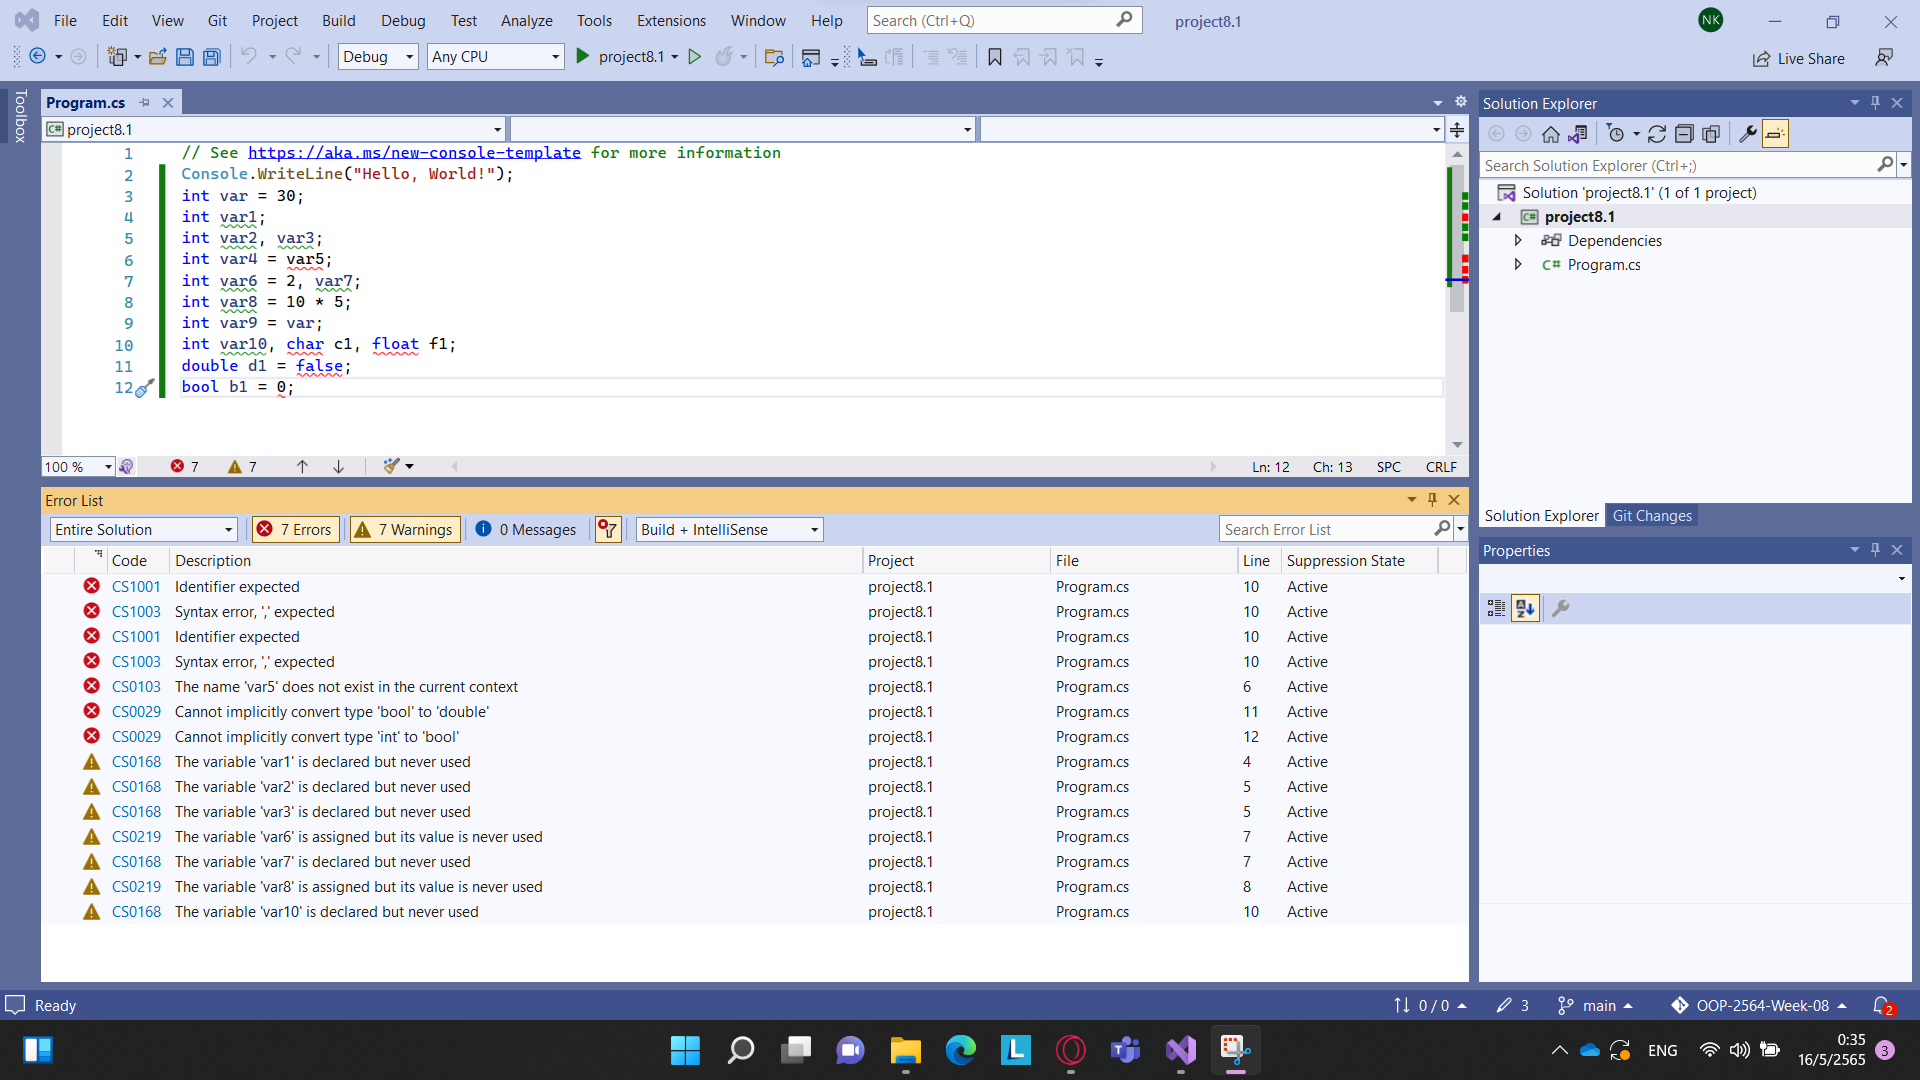 File Edit View Git Project Build Debug Test Analyze Tools Extensions Window Help Search (Ctrl+Q) project8.1 NK
Debug Any CPU project8.1 Live Share
Toolbox
Program.cs
project8.1
1 // See https://aka.ms/new-console-template for more information
2 Console.WriteLine("Hello, World!");
3 int var = 30;
4 int var1;
5 int var2, var3;
6 int var4 = var5;
7 int var6 = 2, var7;
8 int var8 = 10 * 5;
9 int var9 = var;
10 int var10, char c1, float f1;
11 double d1 = false;
12 bool b1 = 0;
100 % 7 7 Ln: 12 Ch: 13 SPC CRLF
Error List
Entire Solution 7 Errors 7 Warnings 0 Messages Build + IntelliSense Search Error List
Code Description Project File Line Suppression State
CS1001 Identifier expected project8.1 Program.cs 10 Active
CS1003 Syntax error, ',' expected project8.1 Program.cs 10 Active
CS1001 Identifier expected project8.1 Program.cs 10 Active
CS1003 Syntax error, ',' expected project8.1 Program.cs 10 Active
CS0103 The name 'var5' does not exist in the current context project8.1 Program.cs 6 Active
CS0029 Cannot implicitly convert type 'bool' to 'double' project8.1 Program.cs 11 Active
CS0029 Cannot implicitly convert type 'int' to 'bool' project8.1 Program.cs 12 Active
CS0168 The variable 'var1' is declared but never used project8.1 Program.cs 4 Active
CS0168 The variable 'var2' is declared but never used project8.1 Program.cs 5 Active
CS0168 The variable 'var3' is declared but never used project8.1 Program.cs 5 Active
CS0219 The variable 'var6' is assigned but its value is never used project8.1 Program.cs 7 Active
CS0168 The variable 'var7' is declared but never used project8.1 Program.cs 7 Active
CS0219 The variable 'var8' is assigned but its value is never used project8.1 Program.cs 8 Active
CS0168 The variable 'var10' is declared but never used project8.1 Program.cs 10 Active
Solution Explorer
Search Solution Explorer (Ctrl+;)
Solution 'project8.1' (1 of 1 project)
C# project8.1
Dependencies
C# Program.cs
Solution Explorer Git Changes
Properties
Ready 0 / 0 3 main OOP-2564-Week-08 2
ENG 0:35
16/5/2565 3